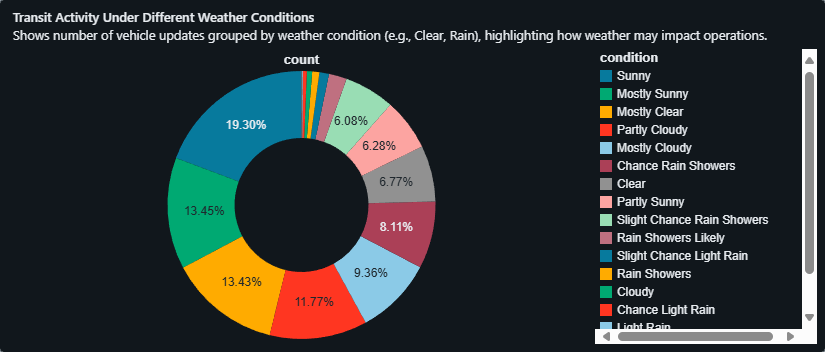 Transit Activity Under Different Weather Conditions
Shows number of vehicle updates grouped by weather condition (e.g., Clear, Rain), highlighting how weather may impact operations.
count
19.30%
13.45%
13.43%
11.77%
9.36%
8.11%
6.77%
6.28%
6.08%
condition
Sunny
Mostly Sunny
Mostly Clear
Partly Cloudy
Mostly Cloudy
Chance Rain Showers
Clear
Partly Sunny
Slight Chance Rain Showers
Rain Showers Likely
Slight Chance Light Rain
Rain Showers
Cloudy
Chance Light Rain
Light Rain